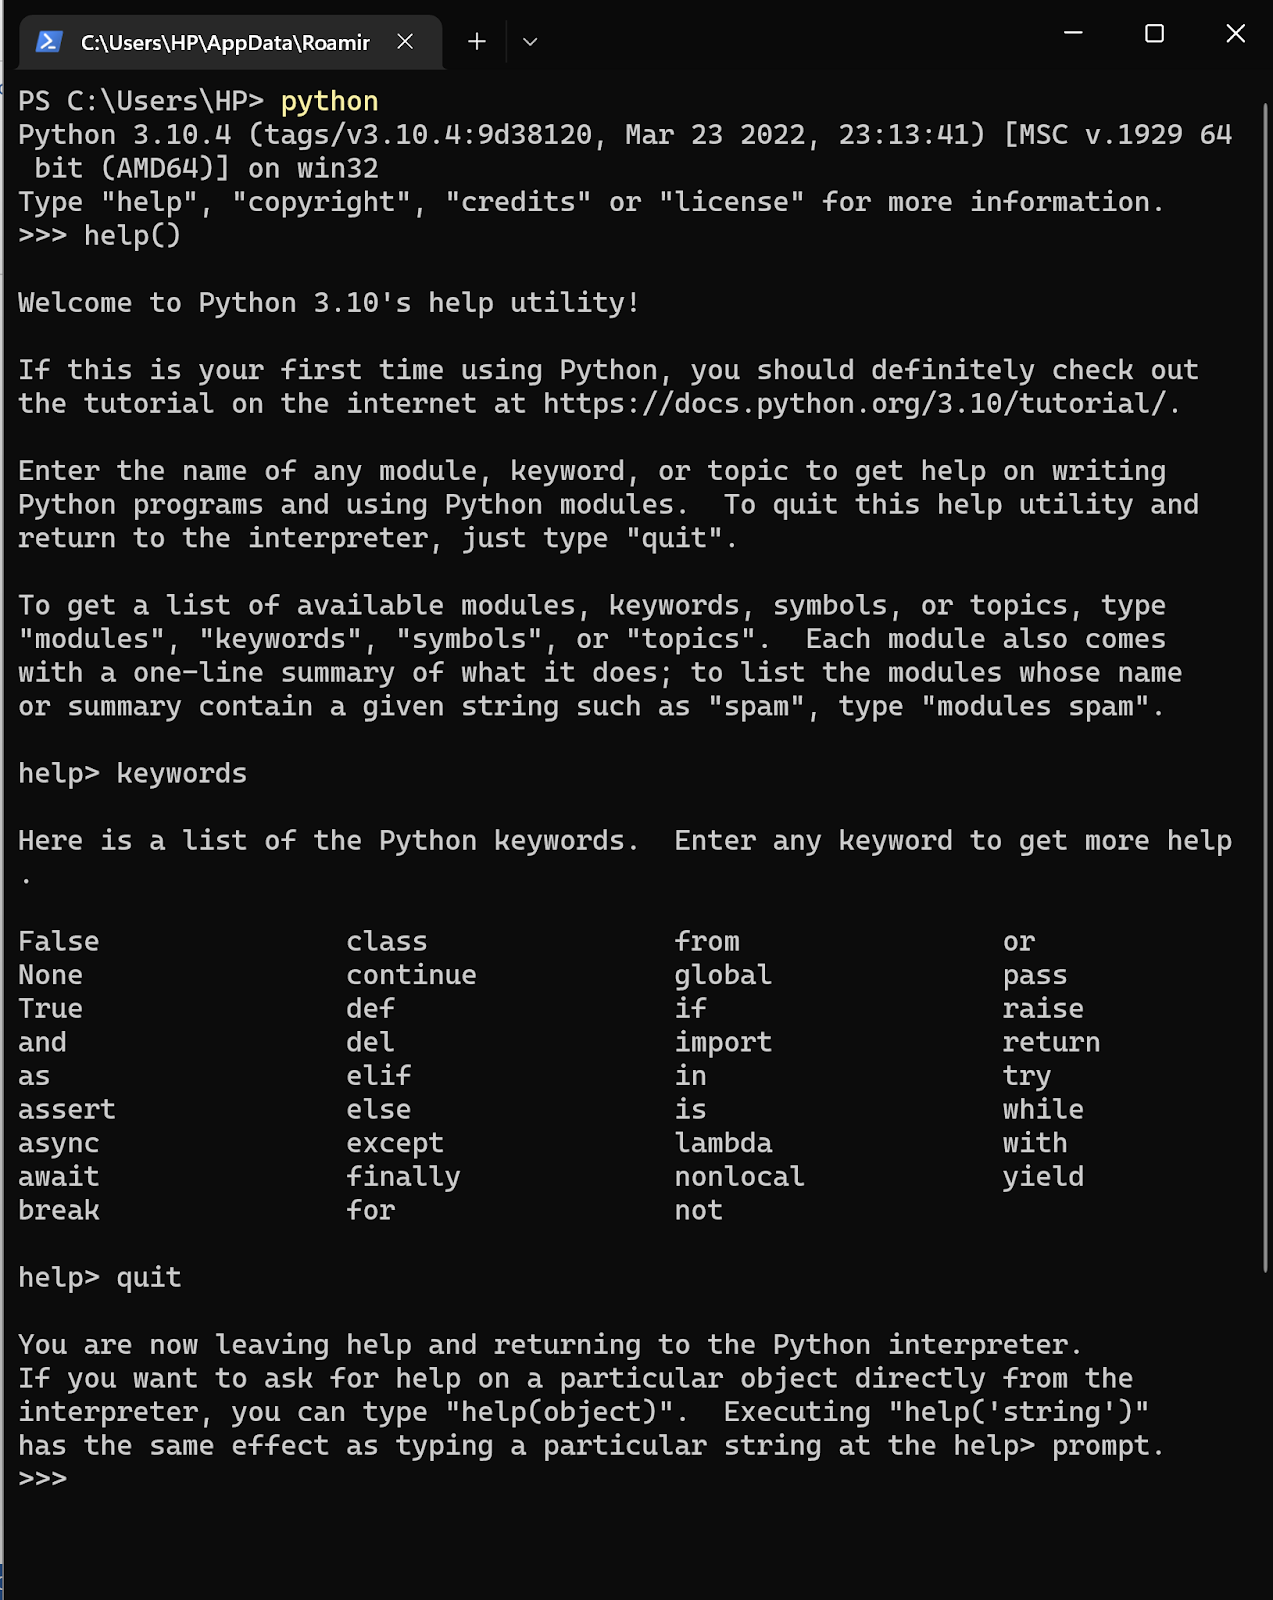 C:\Users\HP\AppData\Roamir
PS C:\Users\HP> python
Python 3.10.4 (tags/v3.10.4:9d38120, Mar 23 2022, 23:13:41) [MSC v.1929 64
 bit (AMD64)] on win32
Type "help", "copyright", "credits" or "license" for more information.
>>> help()

Welcome to Python 3.10's help utility!

If this is your first time using Python, you should definitely check out
the tutorial on the internet at https://docs.python.org/3.10/tutorial/.

Enter the name of any module, keyword, or topic to get help on writing
Python programs and using Python modules.  To quit this help utility and
return to the interpreter, just type "quit".

To get a list of available modules, keywords, symbols, or topics, type
"modules", "keywords", "symbols", or "topics".  Each module also comes
with a one-line summary of what it does; to list the modules whose name
or summary contain a given string such as "spam", type "modules spam".

help> keywords

Here is a list of the Python keywords.  Enter any keyword to get more help
.

False               class               from                or
None                continue            global              pass
True                def                 if                  raise
and                 del                 import              return
as                  elif                in                  try
assert              else                is                  while
async               except              lambda              with
await               finally             nonlocal            yield
break               for                 not

help> quit

You are now leaving help and returning to the Python interpreter.
If you want to ask for help on a particular object directly from the
interpreter, you can type "help(object)".  Executing "help('string')"
has the same effect as typing a particular string at the help> prompt.
>>>